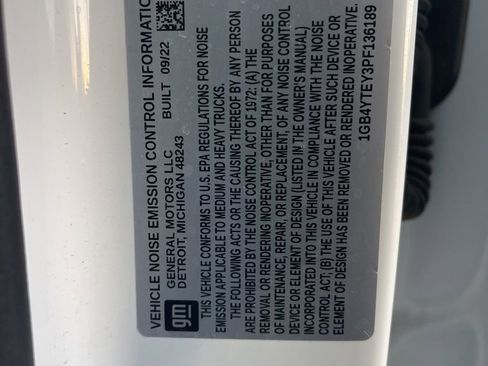 VEHICLE NOISE EMISSION CONTROL INFORMATION
gm
GENERAL MOTORS LLC BUILT 09/22
DETROIT, MICHIGAN 48243
THIS VEHICLE CONFORMS TO U.S. EPA REGULATIONS FOR NOISE
EMISSION APPLICABLE TO MEDIUM AND HEAVY TRUCKS.
THE FOLLOWING ACTS OR THE CAUSING THEREOF BY ANY PERSON
ARE PROHIBITED BY THE NOISE CONTROL ACT OF 1972: (A) THE
REMOVAL OR RENDERING INOPERATIVE, OTHER THAN FOR PURPOSES
OF MAINTENANCE, REPAIR, OR REPLACEMENT, OF ANY NOISE CONTROL
DEVICE OR ELEMENT OF DESIGN (LISTED IN THE OWNER'S MANUAL)
INCORPORATED INTO THIS VEHICLE IN COMPLIANCE WITH THE NOISE
CONTROL ACT; (B) THE USE OF THIS VEHICLE AFTER SUCH DEVICE OR
ELEMENT OF DESIGN HAS BEEN REMOVED OR RENDERED INOPERATIVE.
1GB4YTEY3PF136189